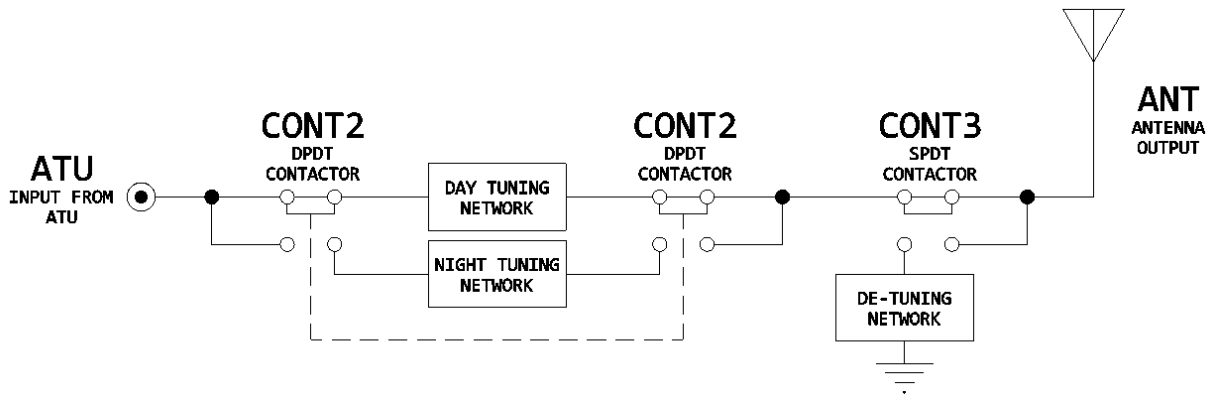 ATU
INPUT FROM
ATU
CONT2
DPDT
CONTACTOR
DAY TUNING
NETWORK
NIGHT TUNING
NETWORK
CONT2
DPDT
CONTACTOR
CONT3
SPDT
CONTACTOR
DE-TUNING
NETWORK
ANT
ANTENNA
OUTPUT